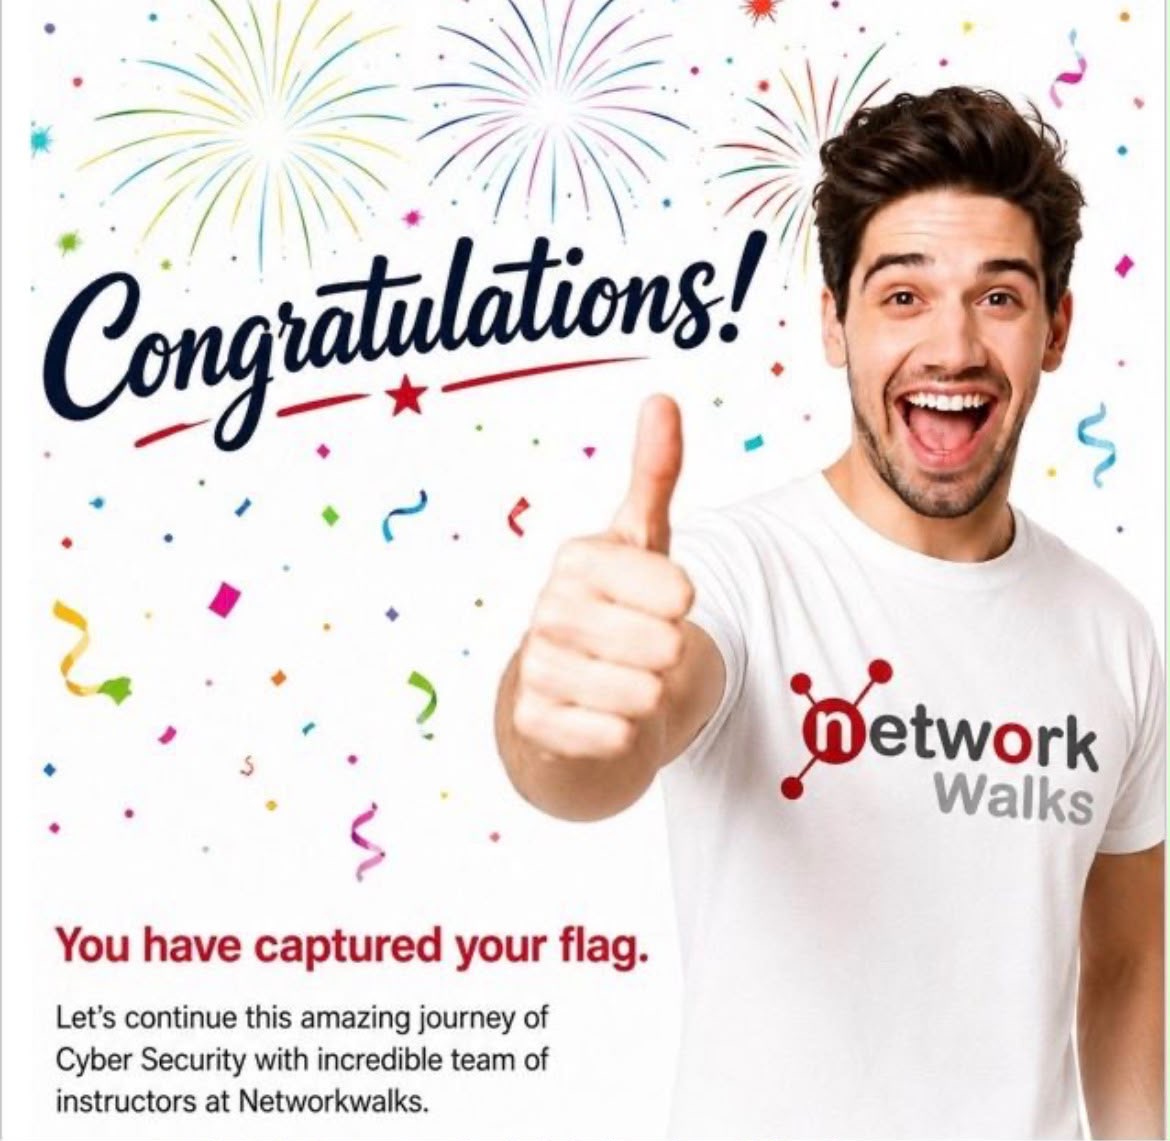 Congratulations!
network
Walks
You have captured your flag.
Let's continue this amazing journey of
Cyber Security with incredible team of
instructors at Networkwalks.